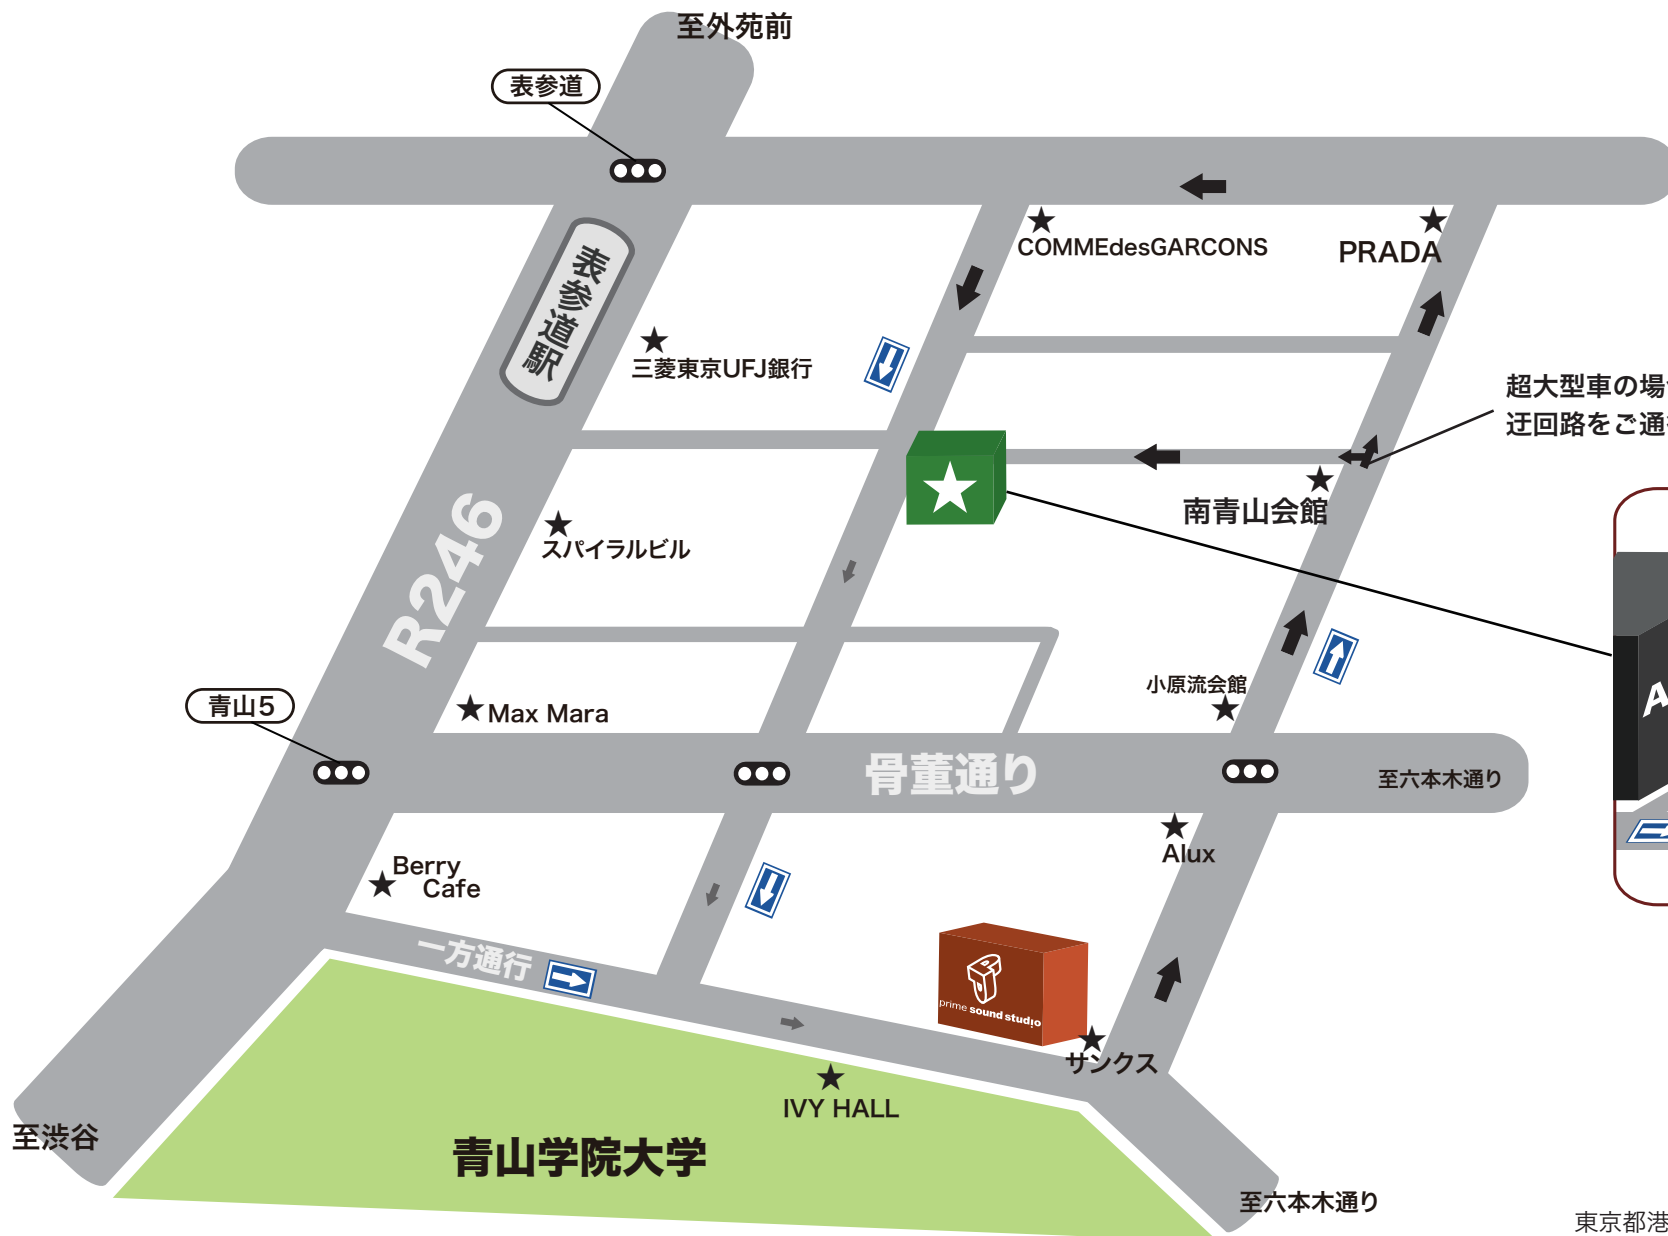 至外苑前
表参道
表参道駅
COMMEdesGARCONS
PRADA
三菱東京UFJ銀行
超大型車の場
迂回路をご通
南青山会館
R246
スパイラルビル
小原流会館
青山5
Max Mara
A
骨董通り
至六本木通り
Alux
Berry
Cafe
一方通行
prime sound studio
サンクス
IVY HALL
至渋谷
青山学院大学
至六本木通り
東京都港